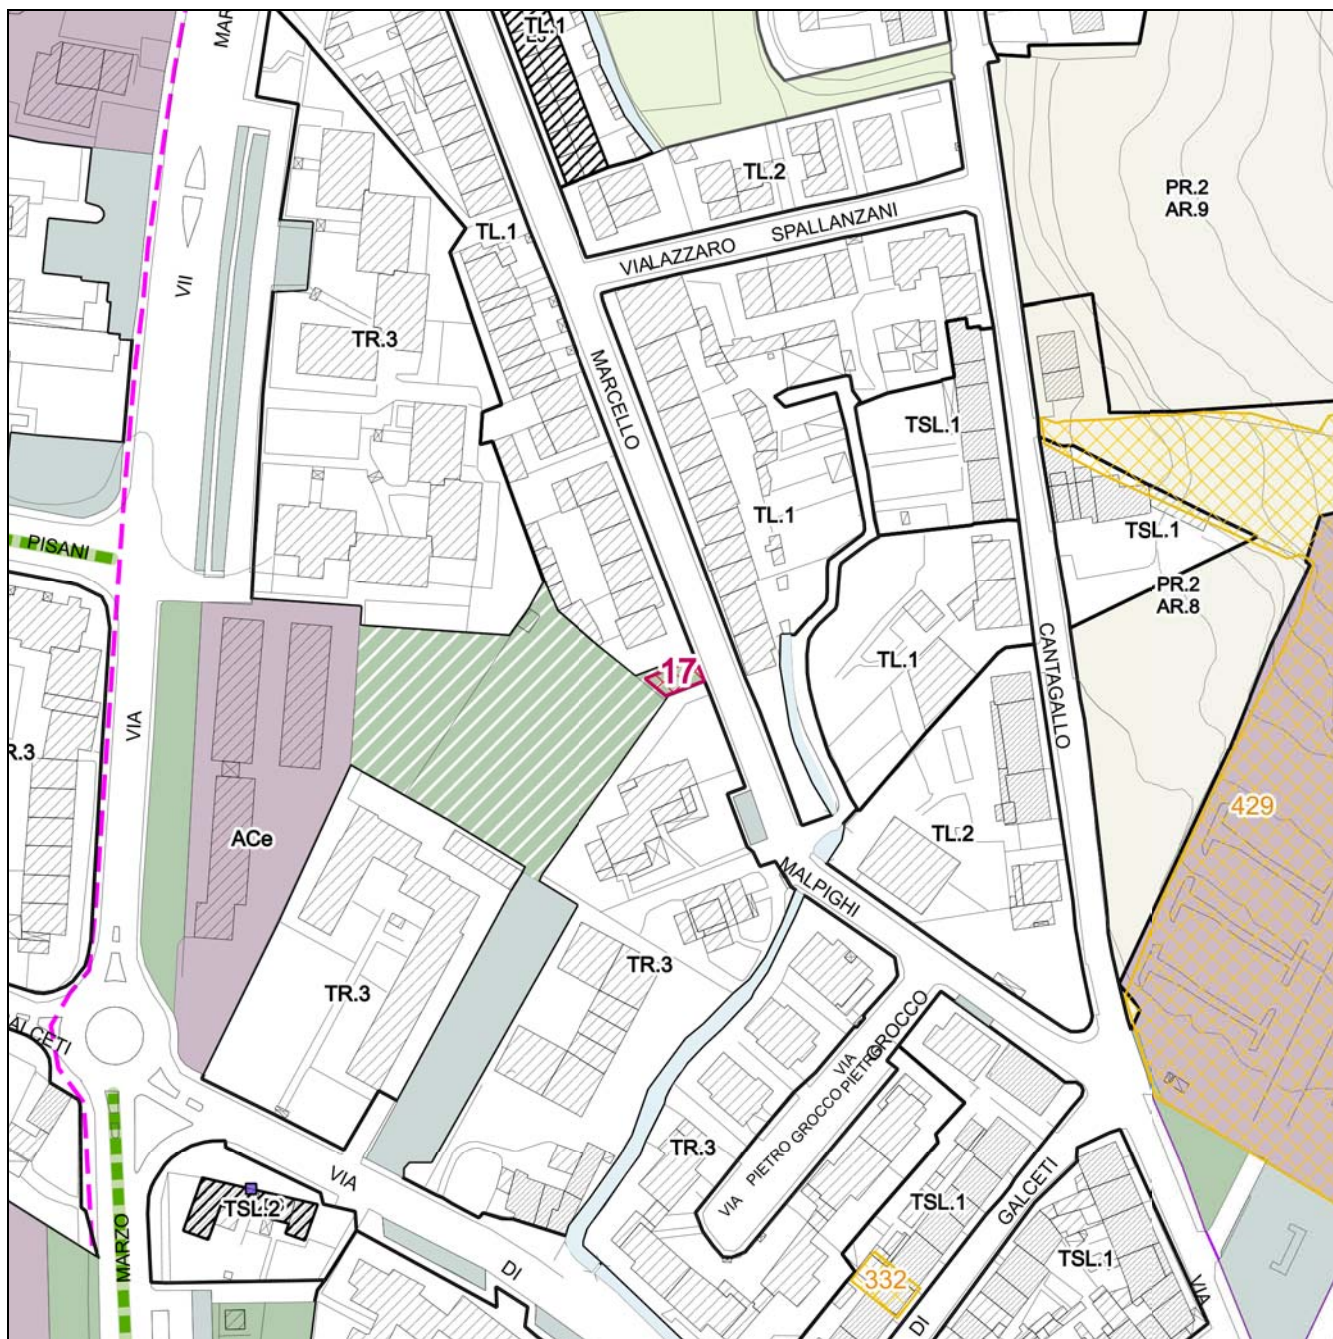 MAR
TL.1
TL.2
PR.2
AR.9
TL.1
VIA LAZZARO SPALLANZANI
VII
TR.3
MARCELLO
TSL.1
TL.1
TSL.1
PISANI
PR.2
AR.8
CANTAGALLO
TL.1
17
VIA
R.3
429
ACe
TL.2
MALPIGHI
TR.3
TR.3
ALCETI
VIA GROCCO
VIA PIETRO GROCCO PIETRO
TR.3
VIA
TSL.2
TSL.1
GALCETI
MARZO
TSL.1
DI
332
VIA
DI